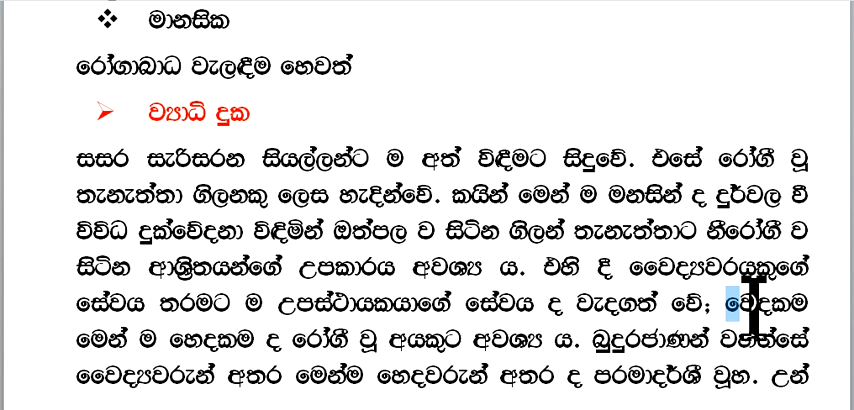 ❖ මානසික
රෝගාබාධ වැලඳීම හෙවත්
➢ ව්‍යාධි දුක
සසර සැරිසරන සියල්ලන්ට ම අත් විඳීමට සිදුවේ. එසේ රෝගී වූ
තැනැත්තා ගිලනකු ලෙස හැඳින්වේ. කයින් මෙන් ම මනසින් ද දුර්වල වී
විවිධ දුක්වේදනා විඳිමින් ඔත්පල ව සිටින ගිලන් තැනැත්තාට නීරෝගී ව
සිටින ආශ්‍රිතයන්ගේ උපකාරය අවශ්‍ය ය. එහි දී වෛද්‍යවරයකුගේ
සේවය තරමට ම උපස්ථායකයාගේ සේවය ද වැදගත් වේ; වෙදකම
මෙන් ම හෙදකම ද රෝගී වූ අයකුට අවශ්‍ය ය. බුදුරජාණන් වහන්සේ
වෛද්‍යවරුන් අතර මෙන්ම හෙදවරුන් අතර ද පරමාදර්ශී වූහ. උන්